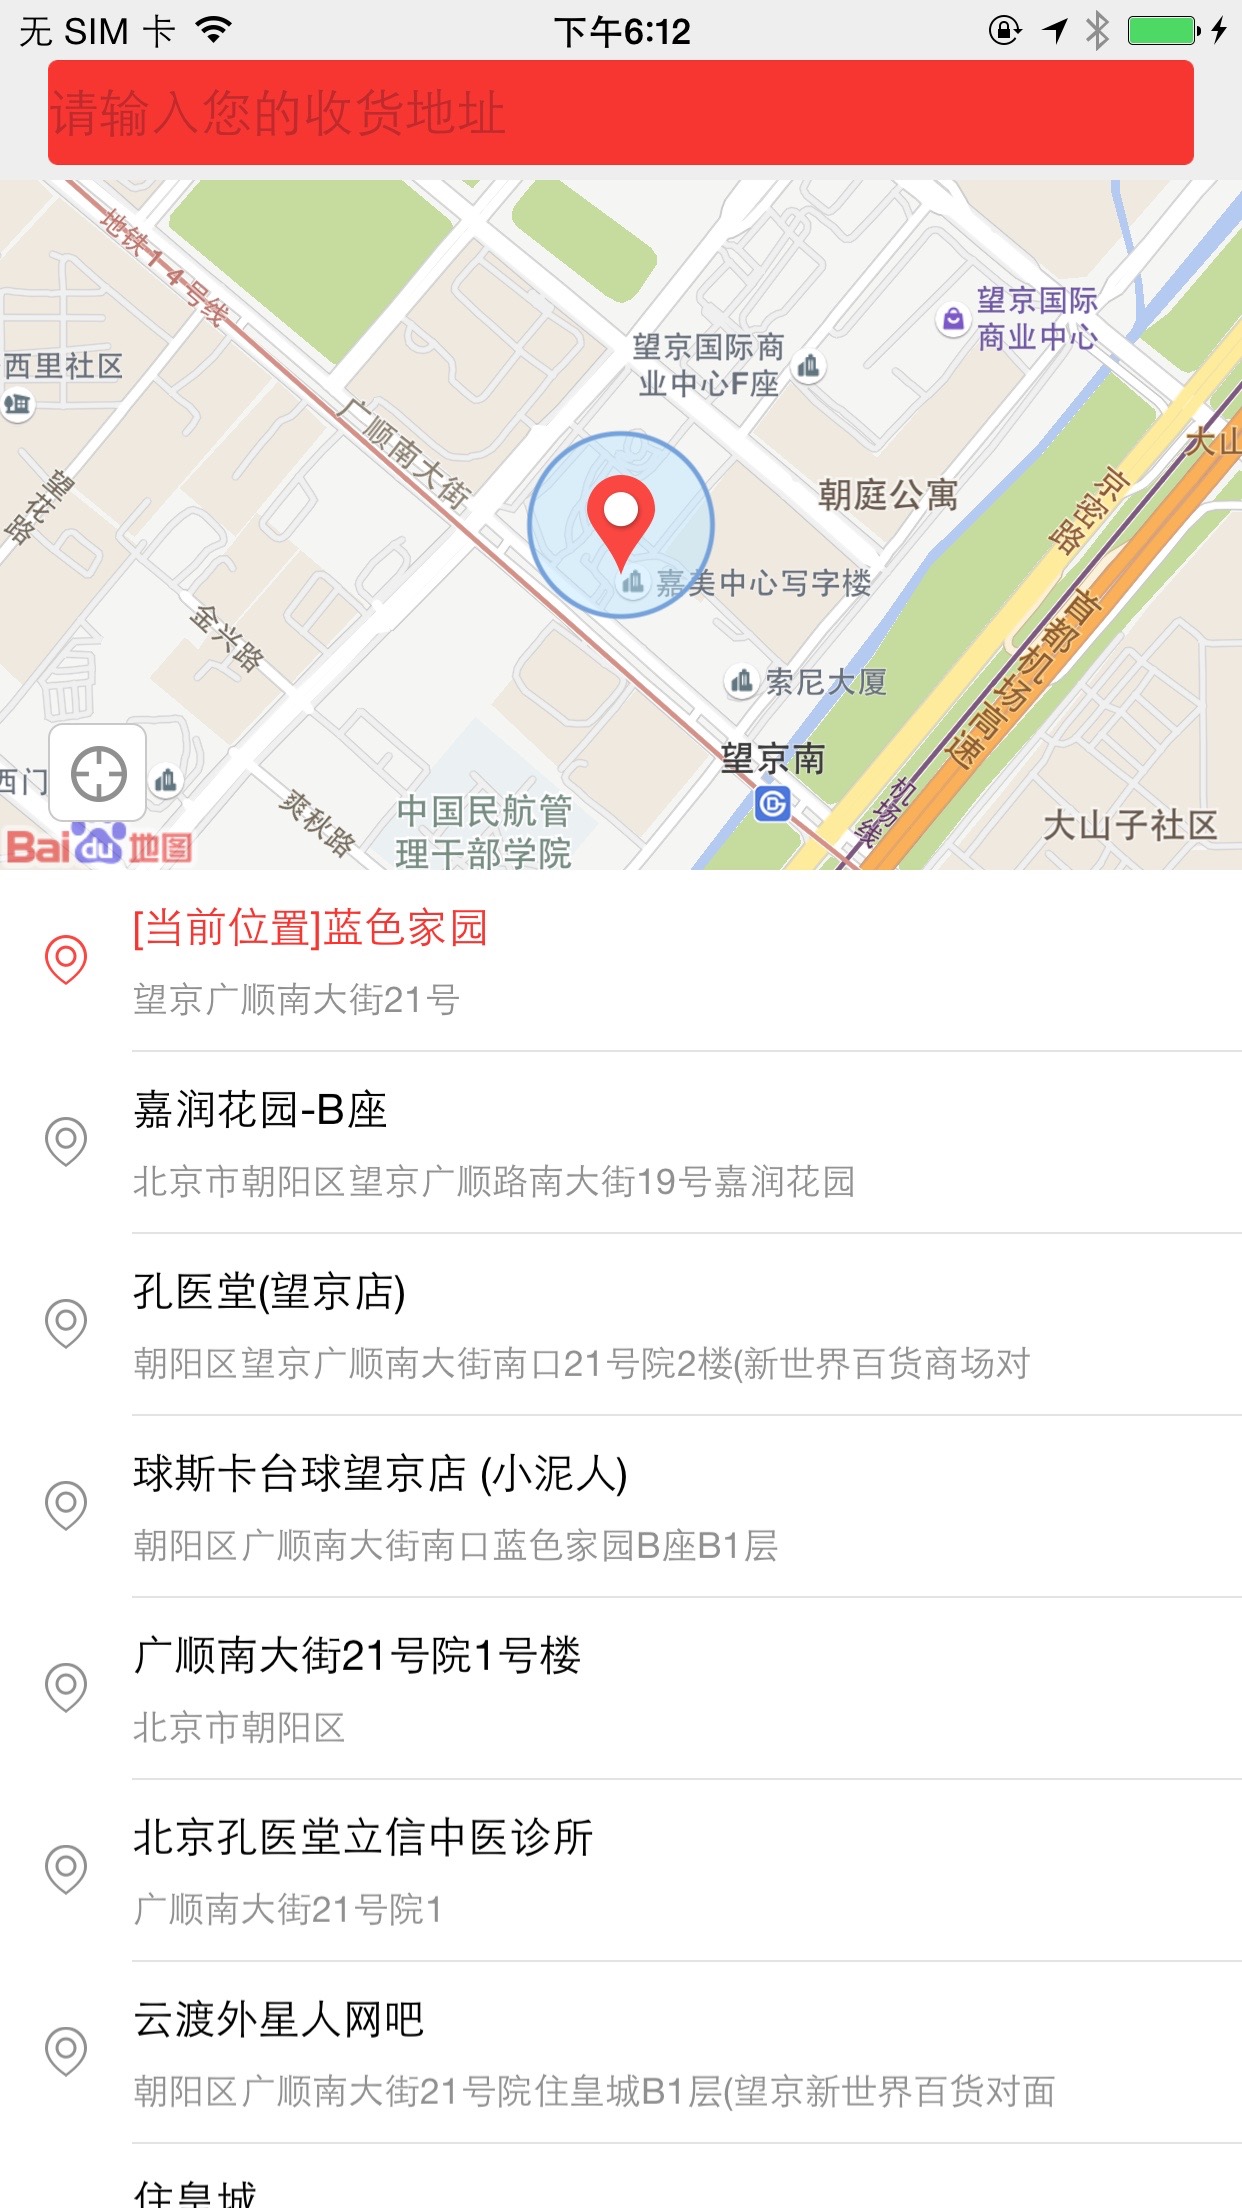 无 SIM 卡
下午6:12
请输入您的收货地址
地铁14号线
望京国际
商业中心
望京国际商
业中心F座
西里社区
广顺南大街
大山
望花路
朝庭公寓
京密路
嘉美中心写字楼
首都机场高速
金兴路
索尼大厦
望京南
西门
机场线
爽秋路
中国民航管
理干部学院
大山子社区
Baidu地图
[当前位置]蓝色家园
望京广顺南大街21号
嘉润花园-B座
北京市朝阳区望京广顺路南大街19号嘉润花园
孔医堂(望京店)
朝阳区望京广顺南大街南口21号院2楼(新世界百货商场对
球斯卡台球望京店 (小泥人)
朝阳区广顺南大街南口蓝色家园B座B1层
广顺南大街21号院1号楼
北京市朝阳区
北京孔医堂立信中医诊所
广顺南大街21号院1
云渡外星人网吧
朝阳区广顺南大街21号院住皇城B1层(望京新世界百货对面
住皇城